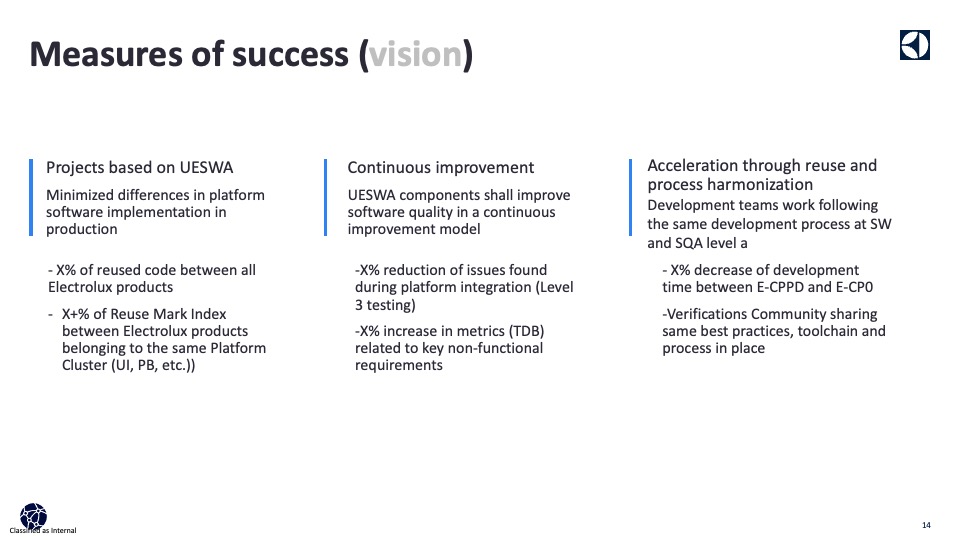 Measures of success (vision)
Projects based on UESWA
Minimized differences in platform
software implementation in
production
- X% of reused code between all
Electrolux products
- X+% of Reuse Mark Index
between Electrolux products
belonging to the same Platform
Cluster (UI, PB, etc.))
Continuous improvement
UESWA components shall improve
software quality in a continuous
improvement model
-X% reduction of issues found
during platform integration (Level
3 testing)
-X% increase in metrics (TDB)
related to key non-functional
requirements
Acceleration through reuse and
process harmonization
Development teams work following
the same development process at SW
and SQA level a
- X% decrease of development
time between E-CPPD and E-CP0
-Verifications Community sharing
same best practices, toolchain and
process in place
Classified as Internal
14